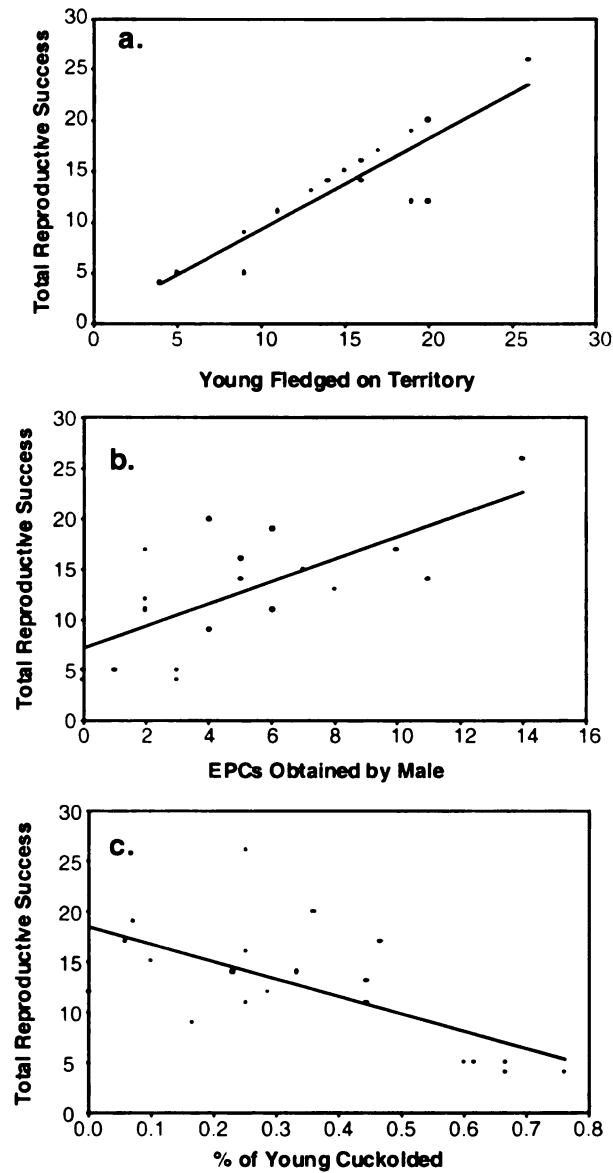 a.
Total Reproductive Success
30
25
20
15
10
5
0
0 5 10 15 20 25 30
Young Fledged on Territory
b.
Total Reproductive Success
30
25
20
15
10
5
0
0 2 4 6 8 10 12 14 16
EPCs Obtained by Male
c.
Total Reproductive Success
30
25
20
15
10
5
0
0.0 0.1 0.2 0.3 0.4 0.5 0.6 0.7 0.8
% of Young Cuckolded